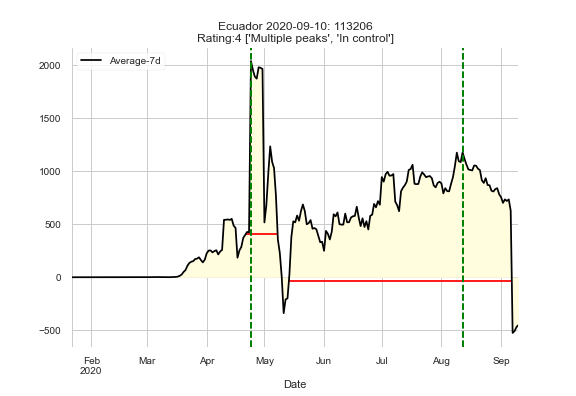 Ecuador 2020-09-10: 113206
Rating:4 ['Multiple peaks', 'In control']
Average-7d
2000
1500
1000
500
0
−500
Feb Mar Apr May Jun Jul Aug Sep
2020
Date